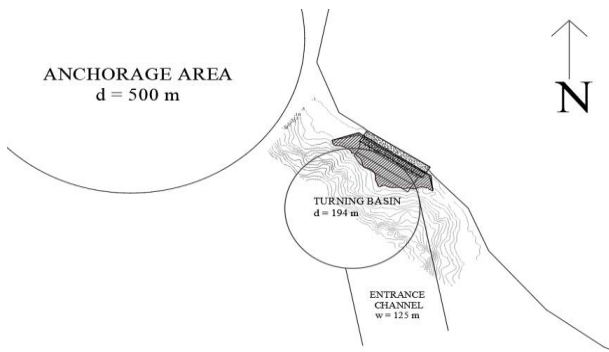 ANCHORAGE AREA
d = 500 m
N
TURNING BASIN
d = 194 m
ENTRANCE
CHANNEL
w = 125 m